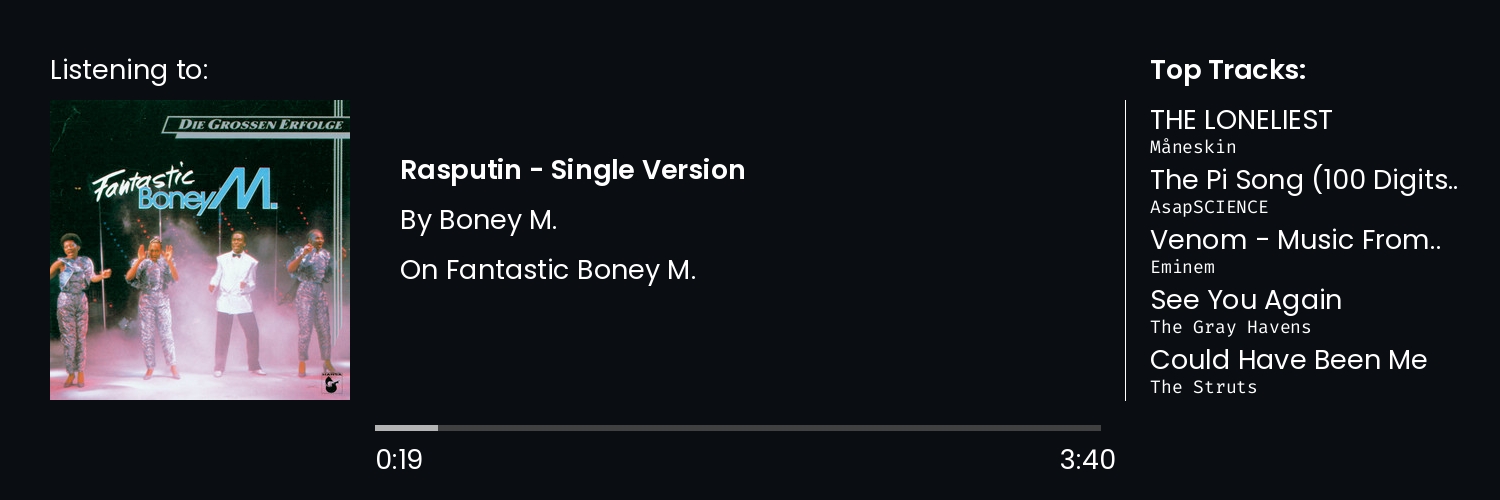 Listening to:
DIE GROSSEN ERFOLGE
Fantastic
Boney M.
Rasputin - Single Version
By Boney M.
On Fantastic Boney M.
0:19
3:40
Top Tracks:
THE LONELIEST
Måneskin
The Pi Song (100 Digits..
AsapSCIENCE
Venom - Music From..
Eminem
See You Again
The Gray Havens
Could Have Been Me
The Struts